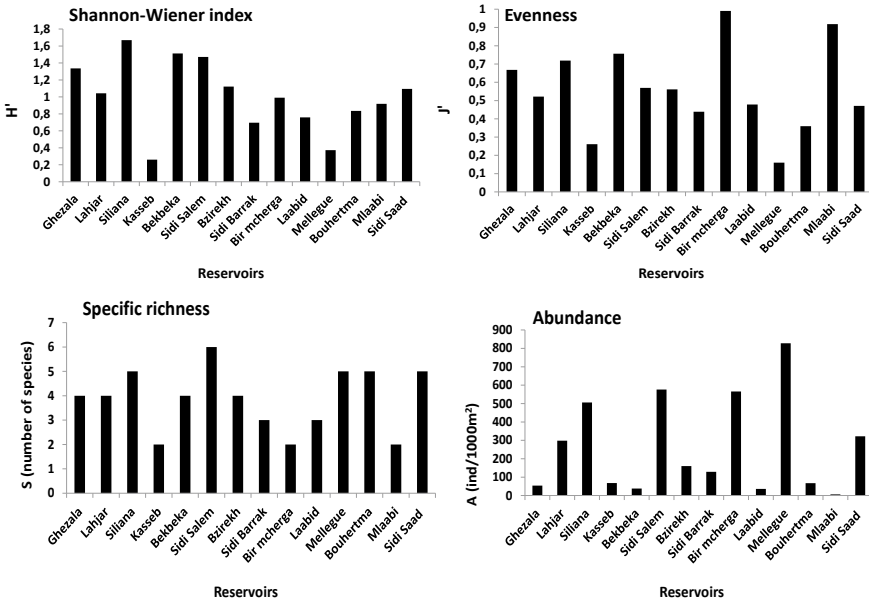 Shannon-Wiener index
1,8
1,6
1,4
1,2
1
0,8
0,6
0,4
0,2
0
H'
Ghezala
Lahjar
Siliana
Kasseb
Bekbeka
Sidi Salem
Bzirekh
Sidi Barrak
Bir mcherga
Laabid
Mellegue
Bouhertma
Mlaabi
Sidi Saad
Reservoirs
Evenness
1
0,9
0,8
0,7
0,6
0,5
0,4
0,3
0,2
0,1
0
J'
Ghezala
Lahjar
Siliana
Kasseb
Bekbeka
Sidi Salem
Bzirekh
Sidi Barrak
Bir mcherga
Laabid
Mellegue
Bouhertma
Mlaabi
Sidi Saad
Reservoirs
Specific richness
7
6
5
4
3
2
1
0
S (number of species)
Ghezala
Lahjar
Siliana
Kasseb
Bekbeka
Sidi Salem
Bzirekh
Sidi Barrak
Bir mcherga
Laabid
Mellegue
Bouhertma
Mlaabi
Sidi Saad
Reservoirs
Abundance
900
800
700
600
500
400
300
200
100
0
A (ind/1000m²)
Ghezala
Lahjar
Siliana
Kasseb
Bekbeka
Sidi Salem
Bzirekh
Sidi Barrak
Bir mcherga
Laabid
Mellegue
Bouhertma
Mlaabi
Sidi Saad
Reservoirs